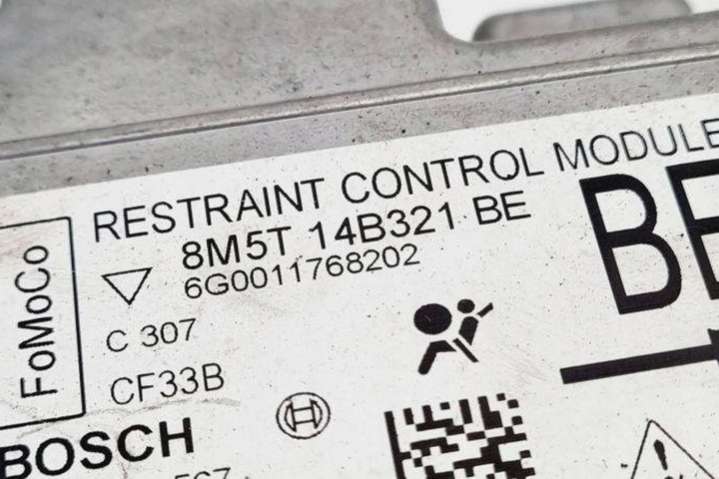 RESTRAINT CONTROL MODULE
8M5T 14B321 BE
6G0011768202
BE
FoMoCo
C 307
CF33B
BOSCH